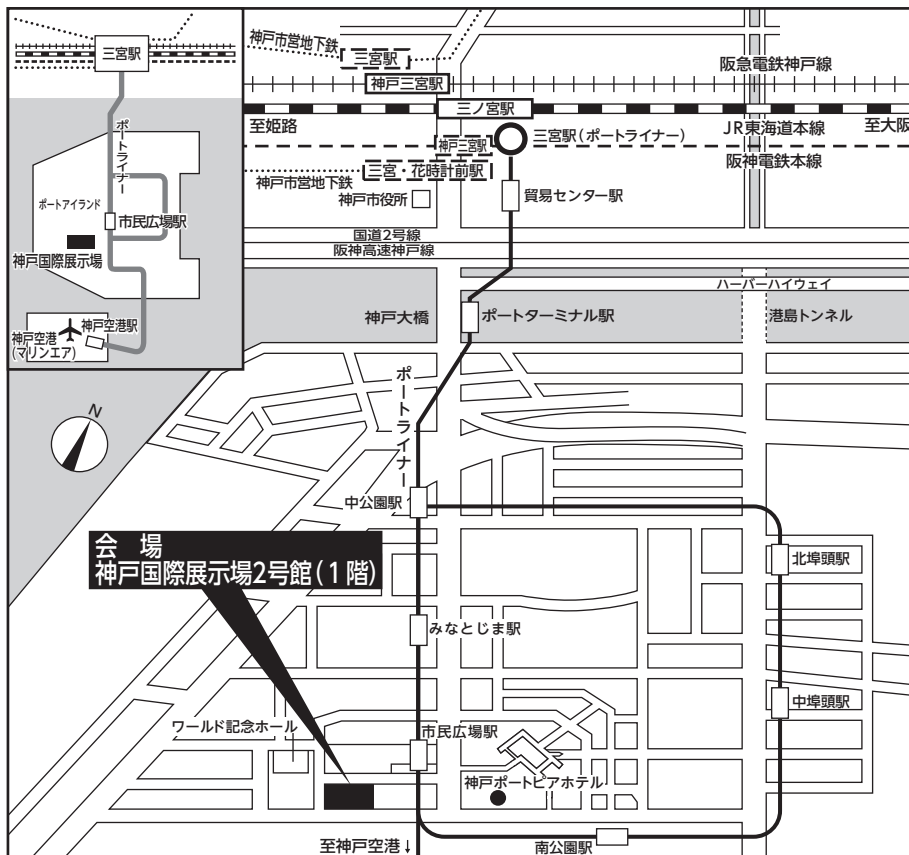 三宮駅
ポートライナー
ポートアイランド
市民広場駅
神戸国際展示場
神戸空港駅
神戸空港
(マリンエア)
神戸市営地下鉄
三宮駅
神戸三宮駅
阪急電鉄神戸線
三ノ宮駅
至姫路
三宮駅(ポートライナー)
JR東海道本線
至大阪
神戸三宮駅
阪神電鉄本線
三宮・花時計前駅
神戸市営地下鉄
神戸市役所
貿易センター駅
国道2号線
阪神高速神戸線
ハーバーハイウェイ
神戸大橋
ポートターミナル駅
港島トンネル
ポートライナー
N
中公園駅
会 場
神戸国際展示場2号館(1階)
北埠頭駅
みなとじま駅
中埠頭駅
ワールド記念ホール
市民広場駅
神戸ポートピアホテル
至神戸空港↓
南公園駅